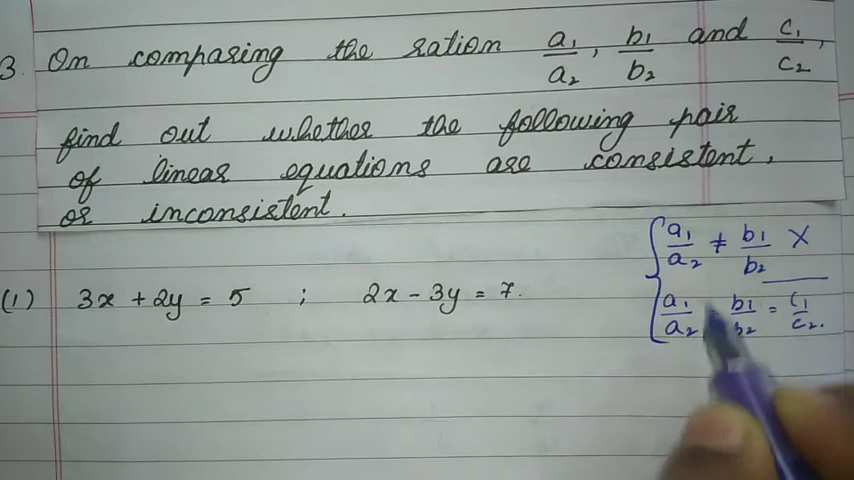 3. On comparing the ration a₁/a₂, b₁/b₂ and c₁/c₂,
find out whether the following pair
of linear equations are consistent,
or inconsistent.
(1) 3x + 2y = 5 ; 2x - 3y = 7.
a₁/a₂ ≠ b₁/b₂ X
a₁/a₂ b₁/b₂ = c₁/c₂.